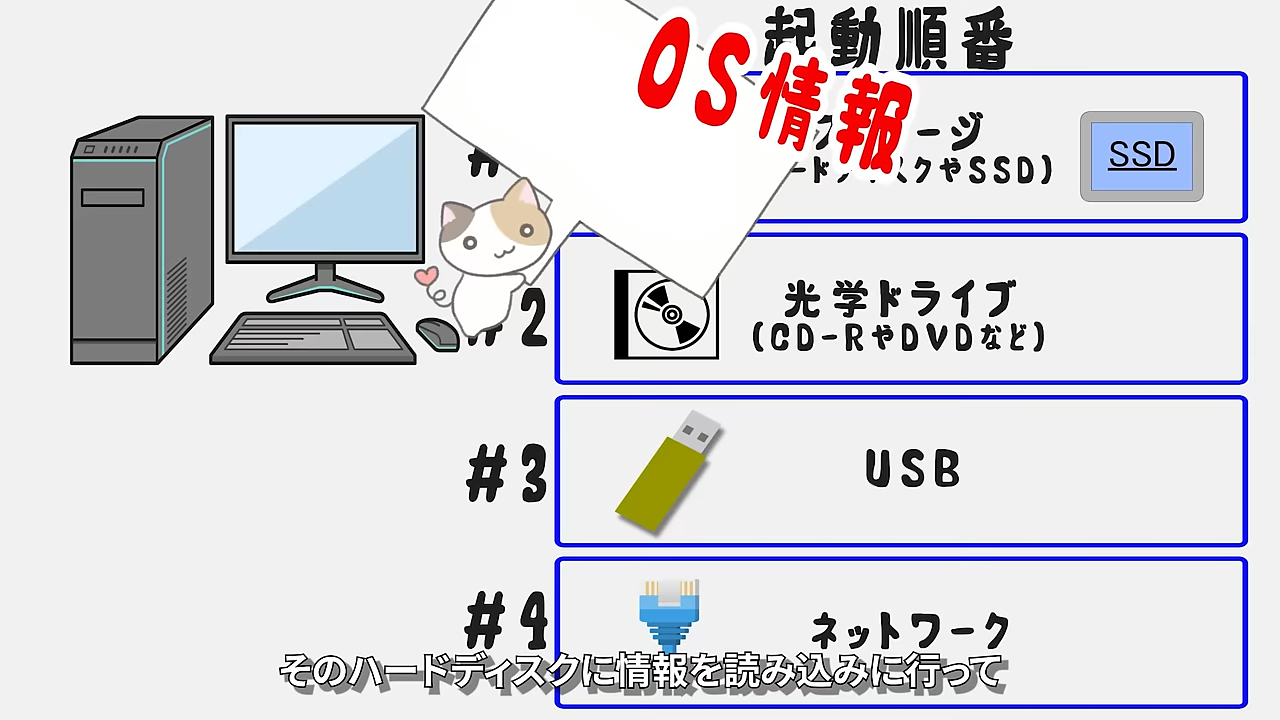 起動順番
OS情報
SSD
#2
光学ドライブ
(CD-RやDVDなど)
#3
USB
#4
ネットワーク
そのハードディスクに情報を読み込みに行って